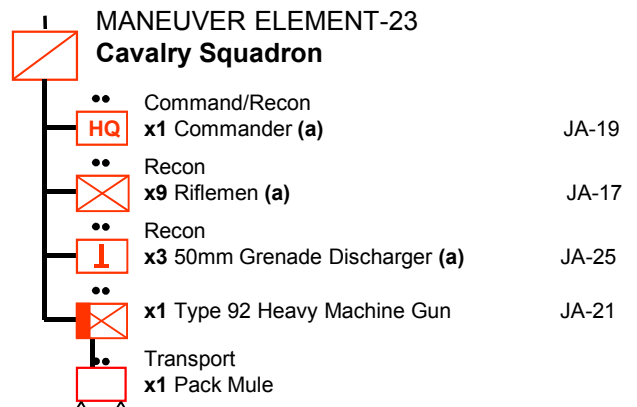 MANEUVER ELEMENT-23
Cavalry Squadron
Command/Recon
HQ x1 Commander (a) JA-19
Recon
x9 Riflemen (a) JA-17
Recon
x3 50mm Grenade Discharger (a) JA-25
x1 Type 92 Heavy Machine Gun JA-21
Transport
x1 Pack Mule